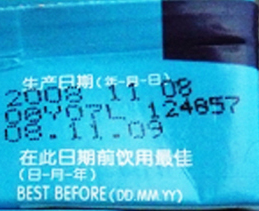 生产日期(年-月-日)
2008 11 08
08Y07L 124857
08.11.09
在此日期前饮用最佳
(日-月-年)
BEST BEFORE (DD.MM.YY)